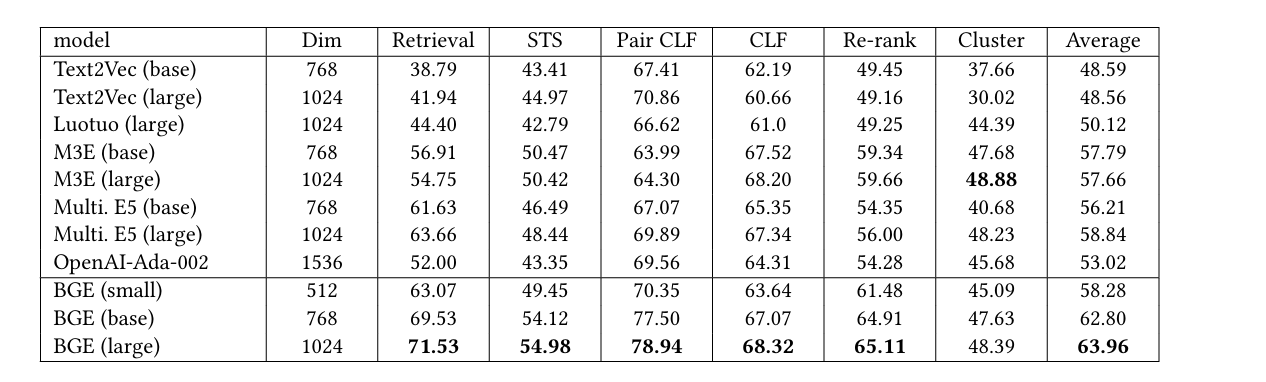 model Dim Retrieval STS Pair CLF CLF Re-rank Cluster Average
Text2Vec (base) 768 38.79 43.41 67.41 62.19 49.45 37.66 48.59
Text2Vec (large) 1024 41.94 44.97 70.86 60.66 49.16 30.02 48.56
Luotuo (large) 1024 44.40 42.79 66.62 61.0 49.25 44.39 50.12
M3E (base) 768 56.91 50.47 63.99 67.52 59.34 47.68 57.79
M3E (large) 1024 54.75 50.42 64.30 68.20 59.66 48.88 57.66
Multi. E5 (base) 768 61.63 46.49 67.07 65.35 54.35 40.68 56.21
Multi. E5 (large) 1024 63.66 48.44 69.89 67.34 56.00 48.23 58.84
OpenAI-Ada-002 1536 52.00 43.35 69.56 64.31 54.28 45.68 53.02
BGE (small) 512 63.07 49.45 70.35 63.64 61.48 45.09 58.28
BGE (base) 768 69.53 54.12 77.50 67.07 64.91 47.63 62.80
BGE (large) 1024 71.53 54.98 78.94 68.32 65.11 48.39 63.96